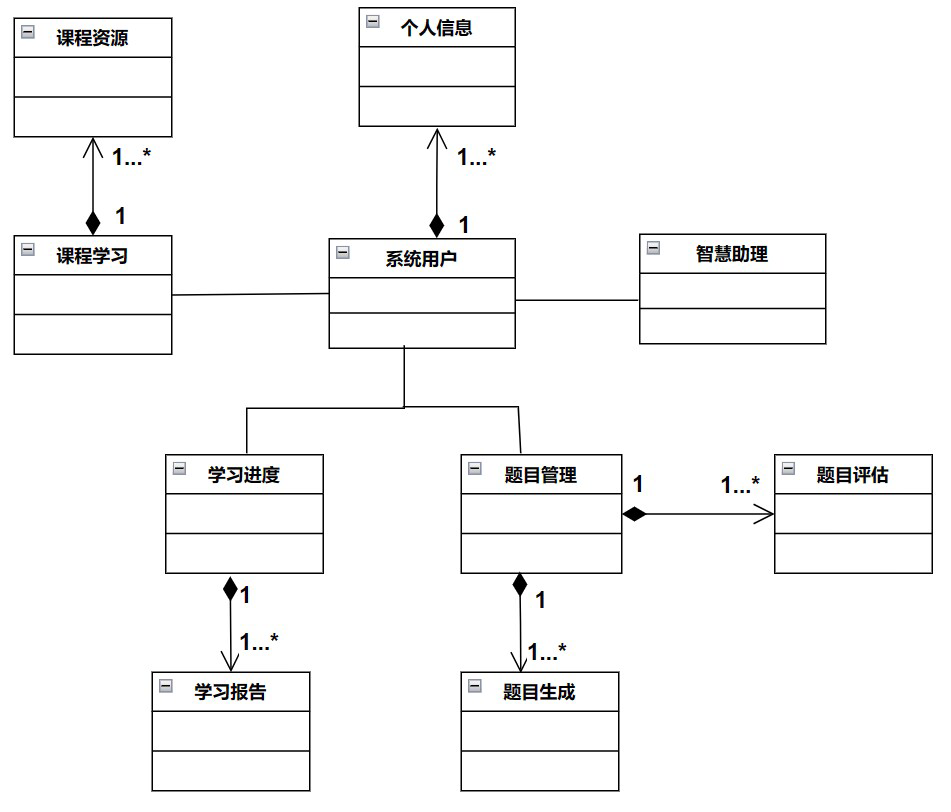 课程资源
个人信息
1...*
1...*
1
1
课程学习
系统用户
智慧助理
学习进度
题目管理
题目评估
1
1...*
1
1
1...*
1...*
学习报告
题目生成